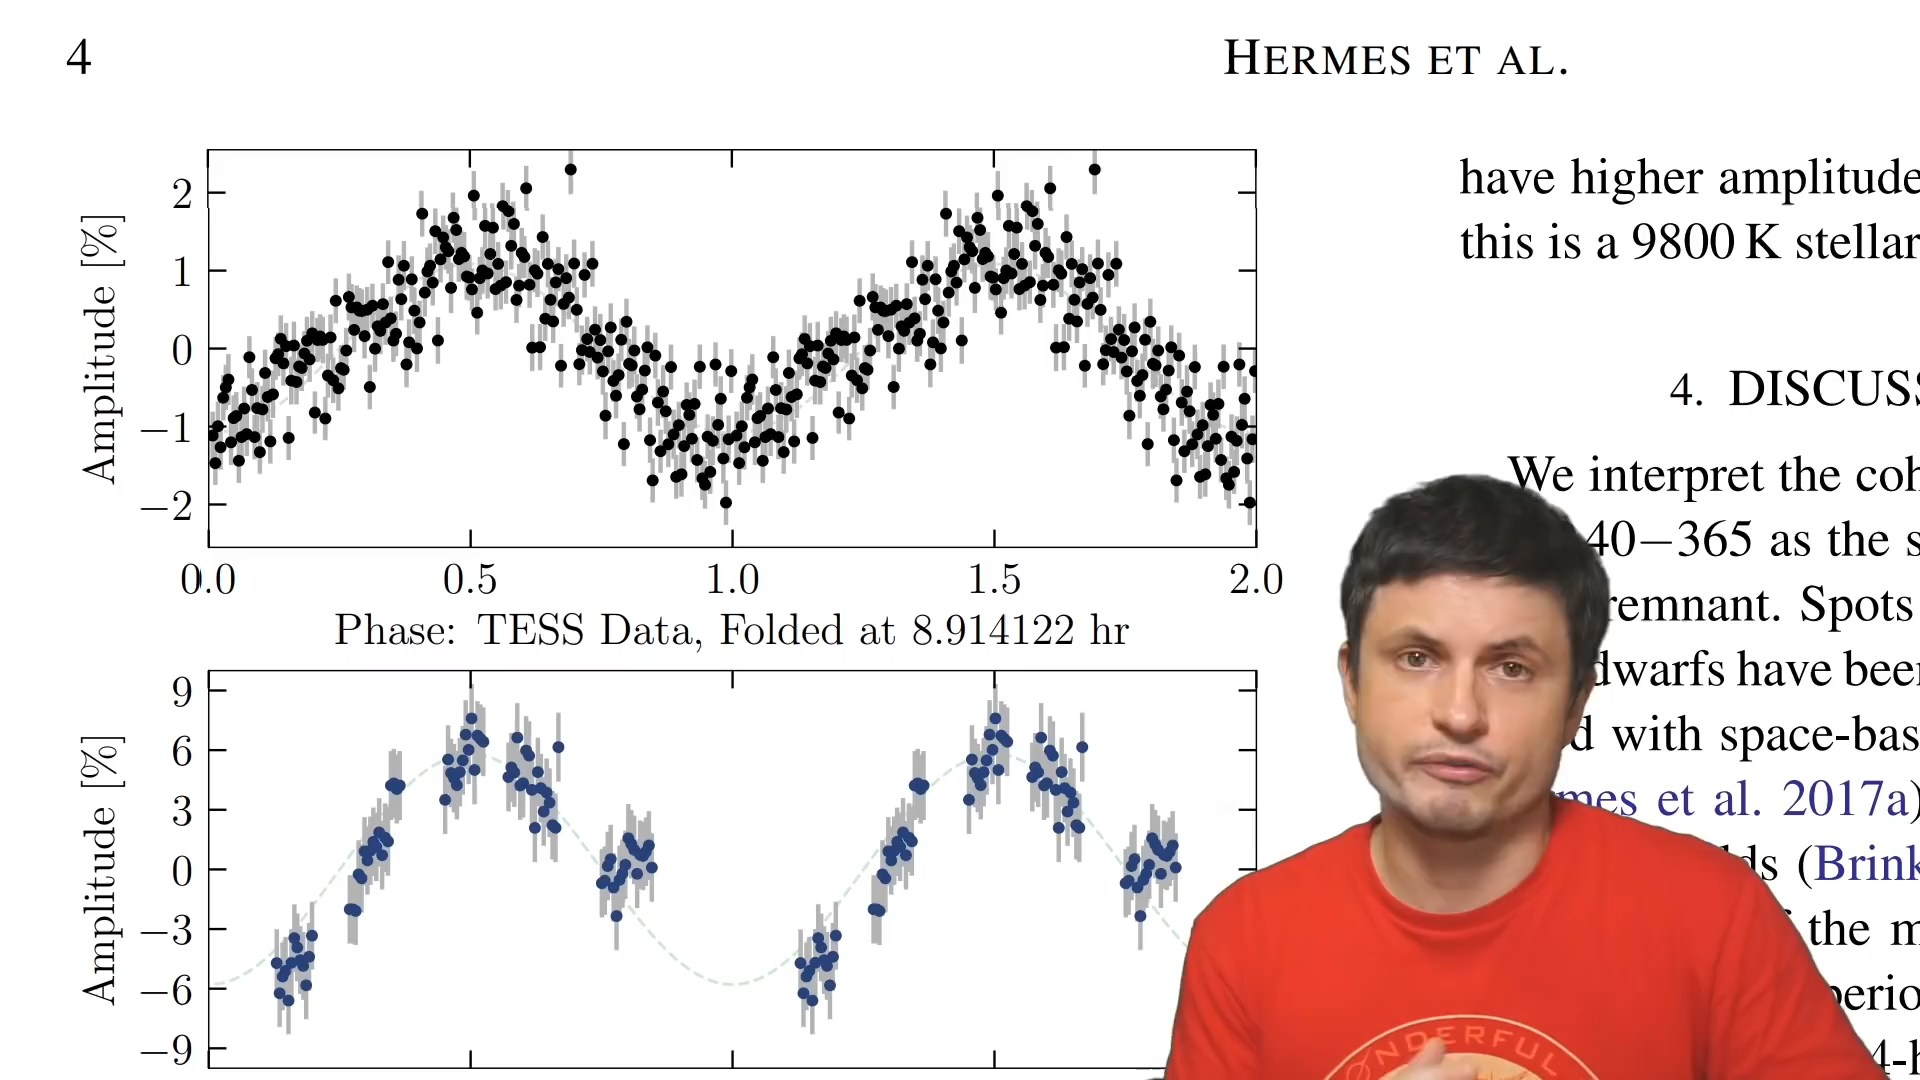 4
HERMES ET AL.
2
1
0
−1
−2
Amplitude [%]
0.0 0.5 1.0 1.5 2.0
Phase: TESS Data, Folded at 8.914122 hr
9
6
3
0
−3
−6
−9
Amplitude [%]
have higher amplitude
this is a 9800 K stellar
4. DISCUSS
We interpret the coh
40−365 as the s
remnant. Spots
dwarfs have been
d with space-bas
mes et al. 2017a)
ds (Brink
the m
perio
4-h
NDERFUL